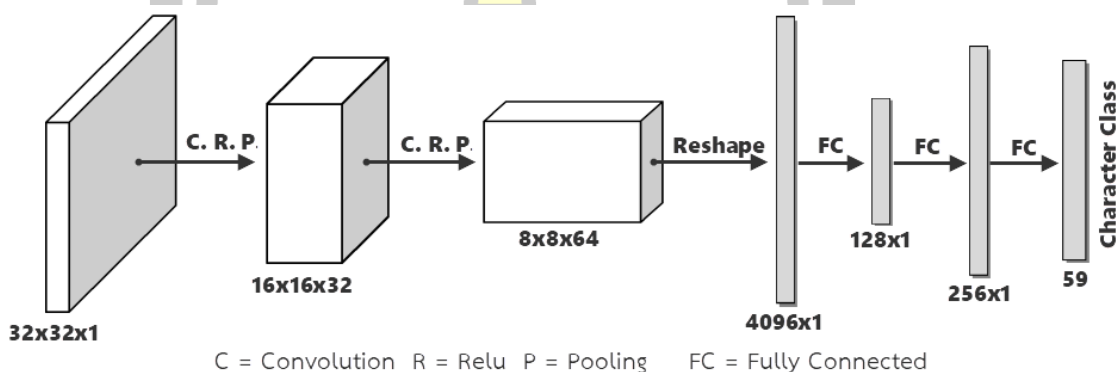 C. R. P.
C. R. P.
Reshape
FC
FC
FC
Character Class
32x32x1
16x16x32
8x8x64
4096x1
128x1
256x1
59
C = Convolution R = Relu P = Pooling FC = Fully Connected